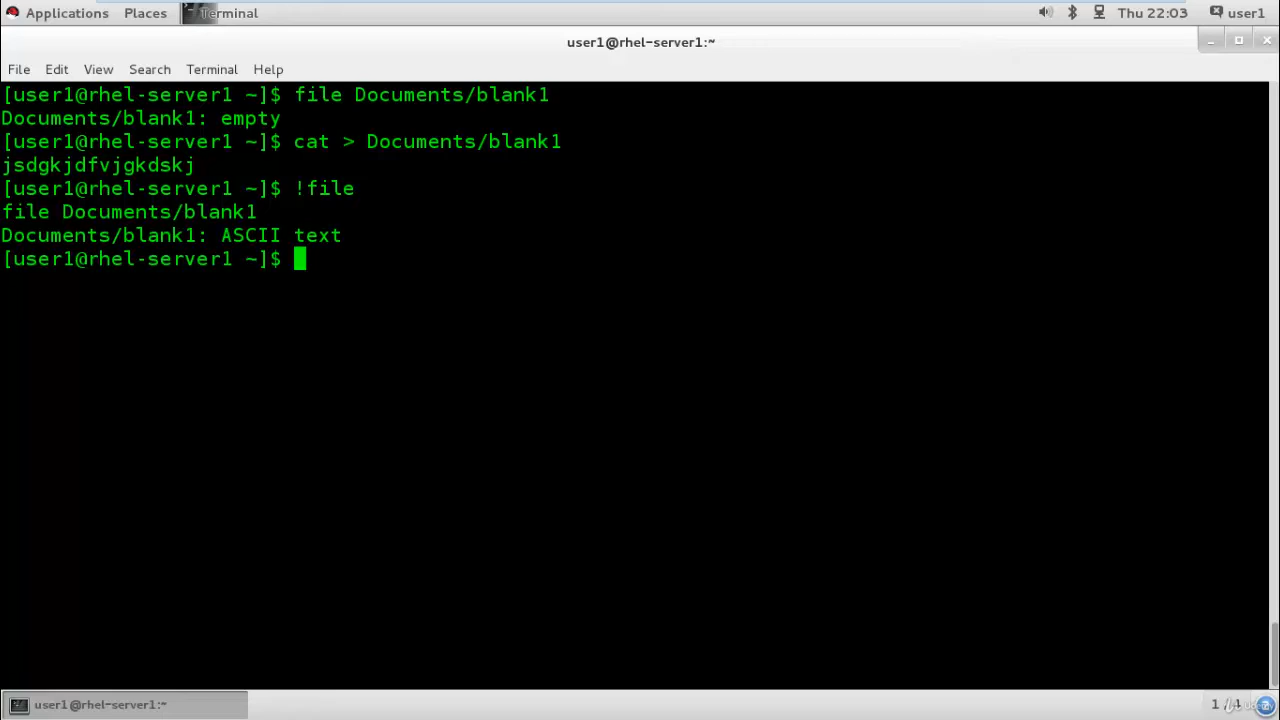 Applications Places Terminal Thu 22:03 user1
user1@rhel-server1:~
File Edit View Search Terminal Help
[user1@rhel-server1 ~]$ file Documents/blank1
Documents/blank1: empty
[user1@rhel-server1 ~]$ cat > Documents/blank1
jsdgkjdfvjgkdskj
[user1@rhel-server1 ~]$ !file
file Documents/blank1
Documents/blank1: ASCII text
[user1@rhel-server1 ~]$
user1@rhel-server1:~ 1 / 4